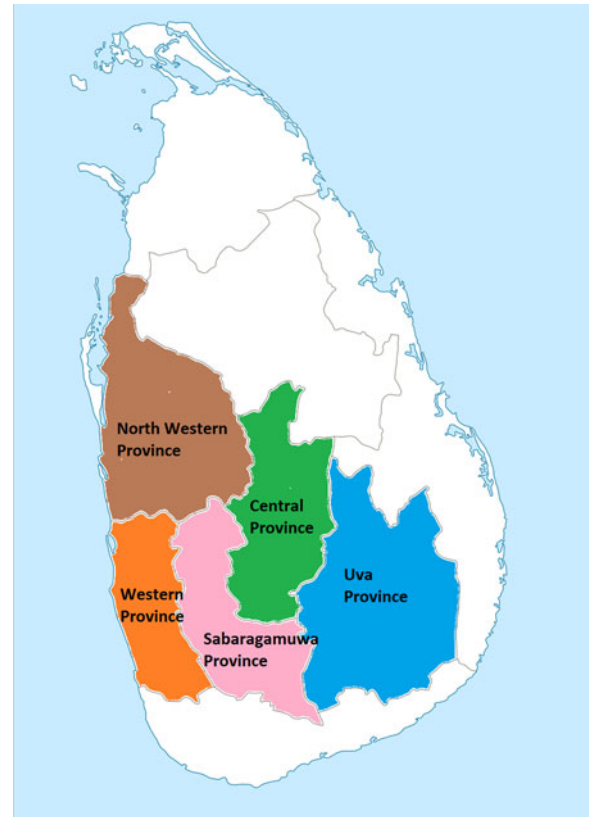 North Western
Province
Central
Province
Uva
Province
Western
Province
Sabaragamuwa
Province